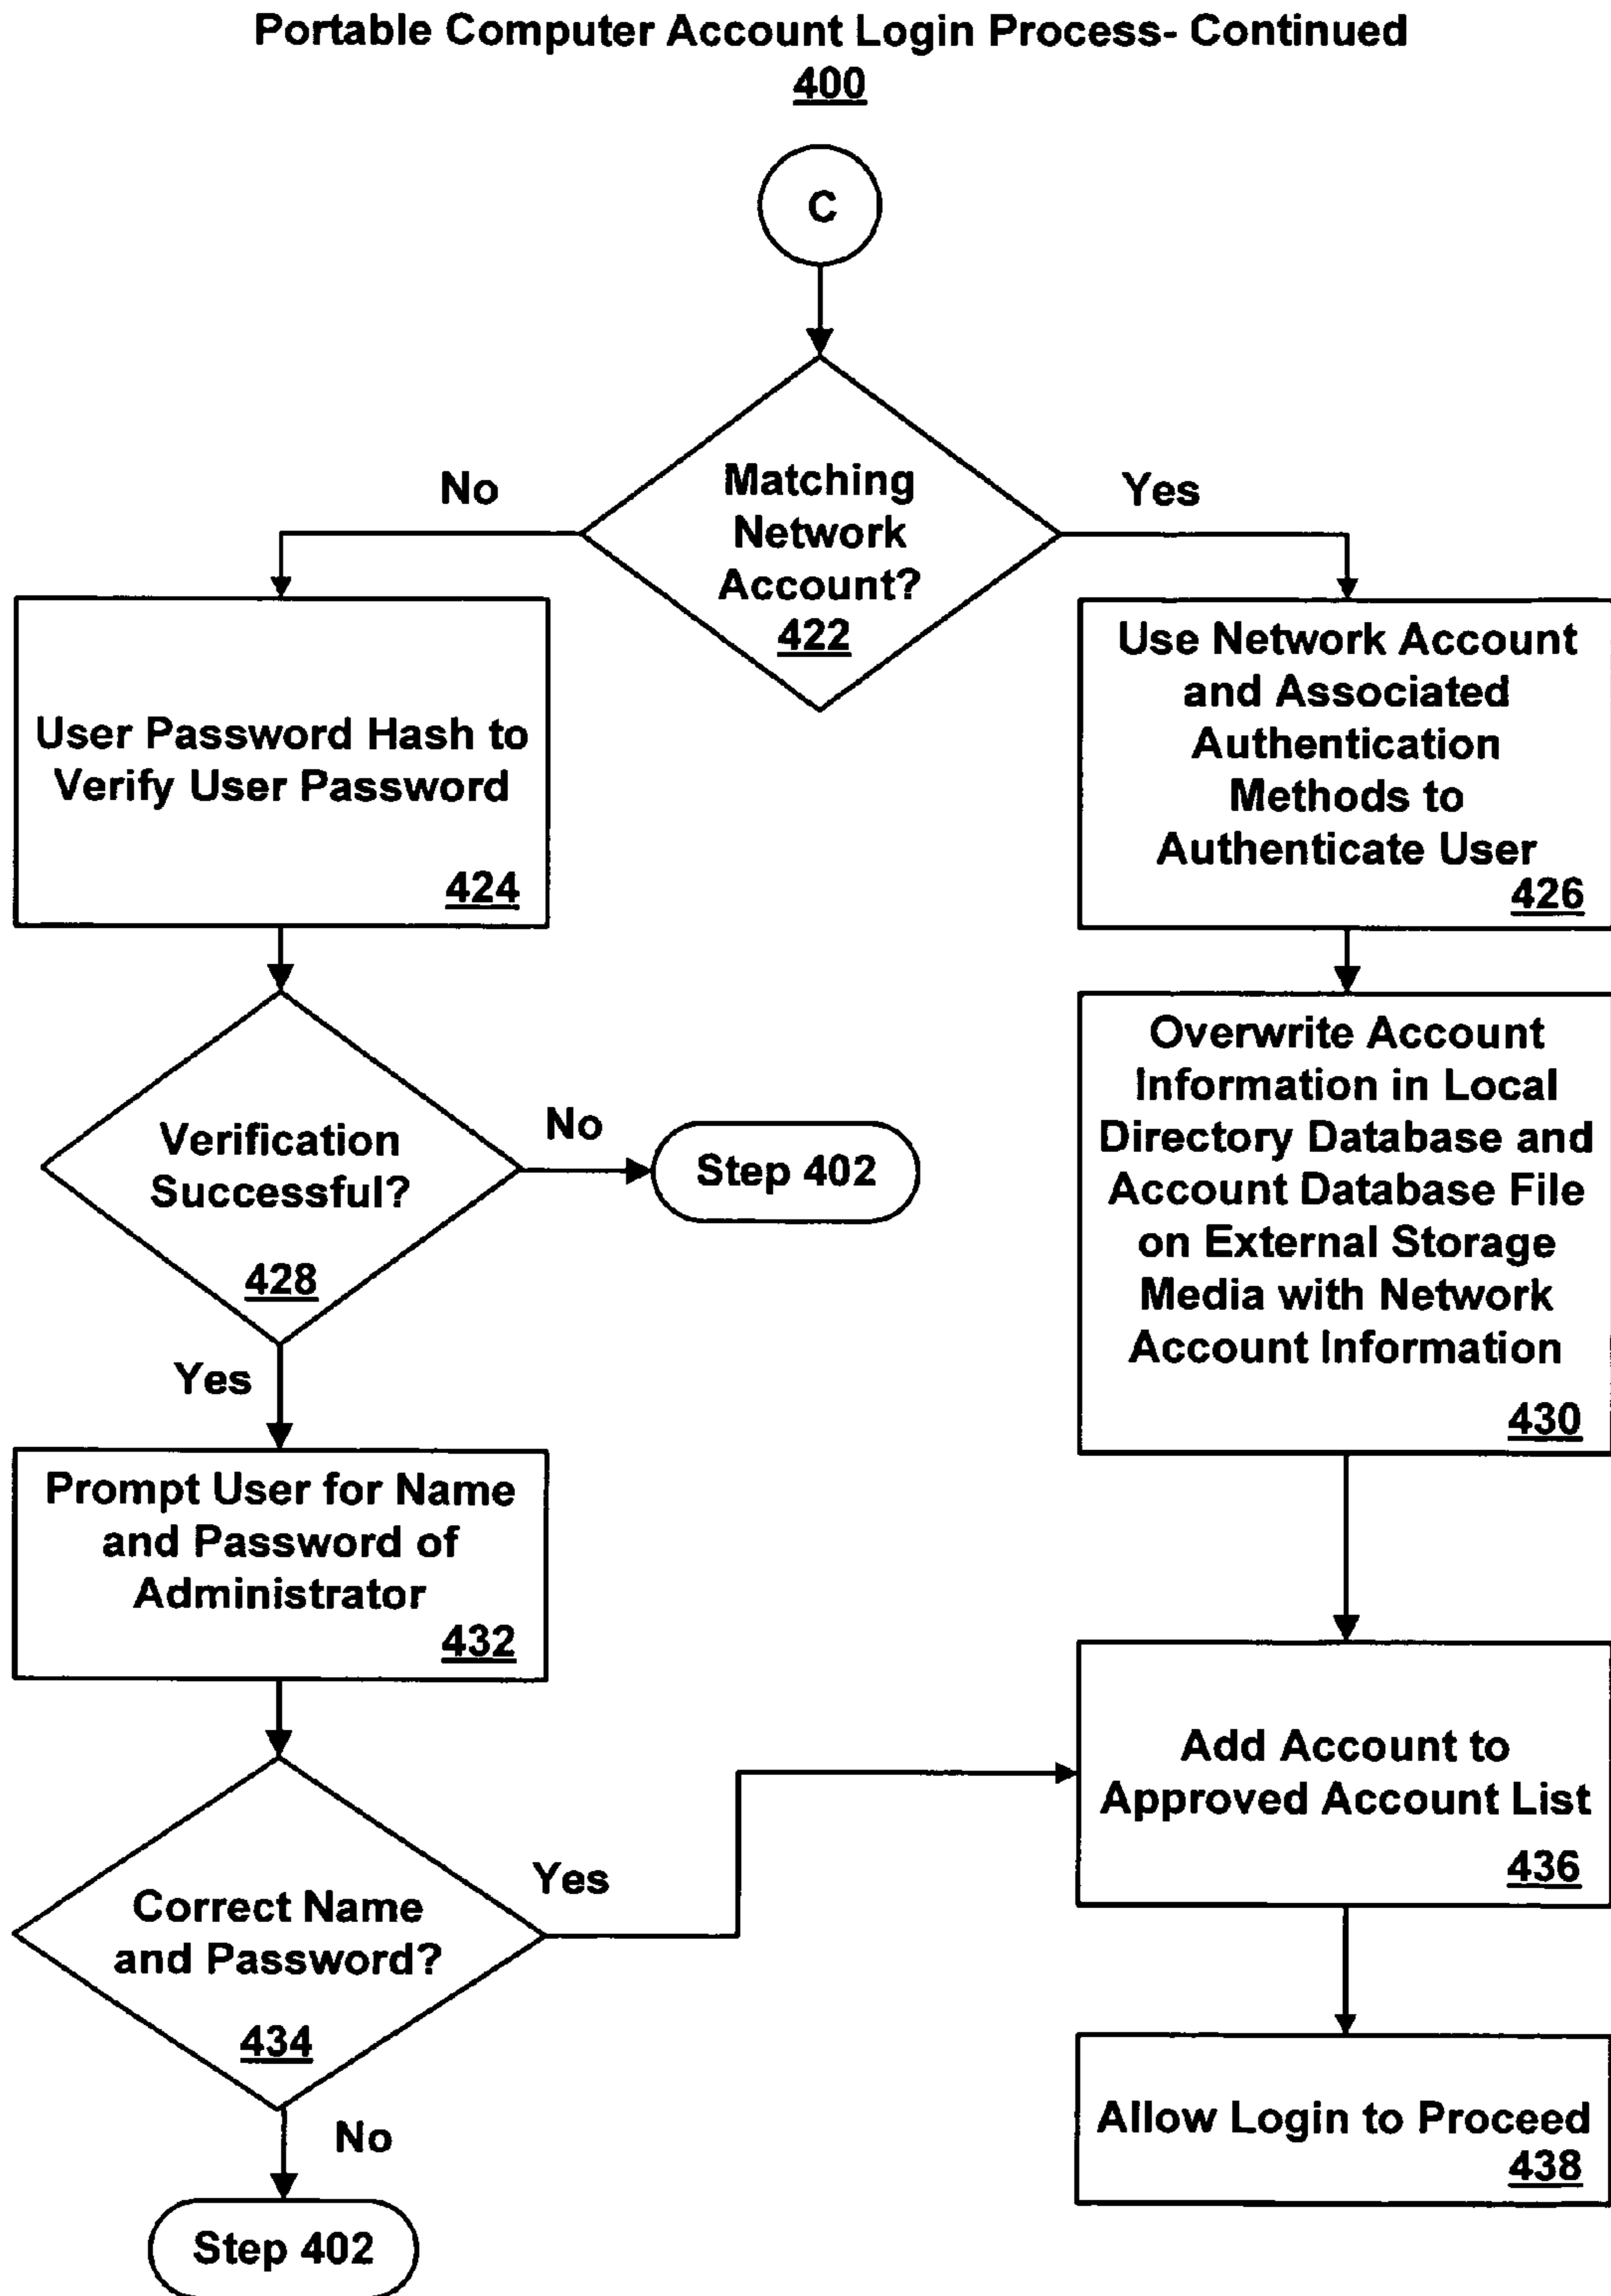 Portable Computer Account Login Process- Continued
400
C
Matching
Network
Account?
422
No
Yes
User Password Hash to
Verify User Password
424
Use Network Account
and Associated
Authentication
Methods to
Authenticate User
426
Verification
Successful?
428
No
Step 402
Yes
Overwrite Account
Information in Local
Directory Database and
Account Database File
on External Storage
Media with Network
Account Information
430
Prompt User for Name
and Password of
Administrator
432
Correct Name
and Password?
434
Yes
No
Step 402
Add Account to
Approved Account List
436
Allow Login to Proceed
438